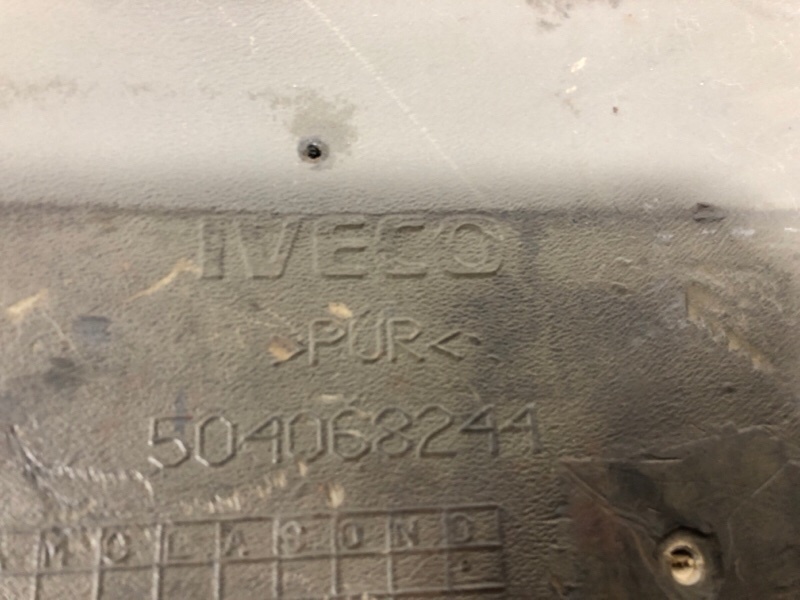 IVECO
>PUR<
504068244
A M G L A S O N D